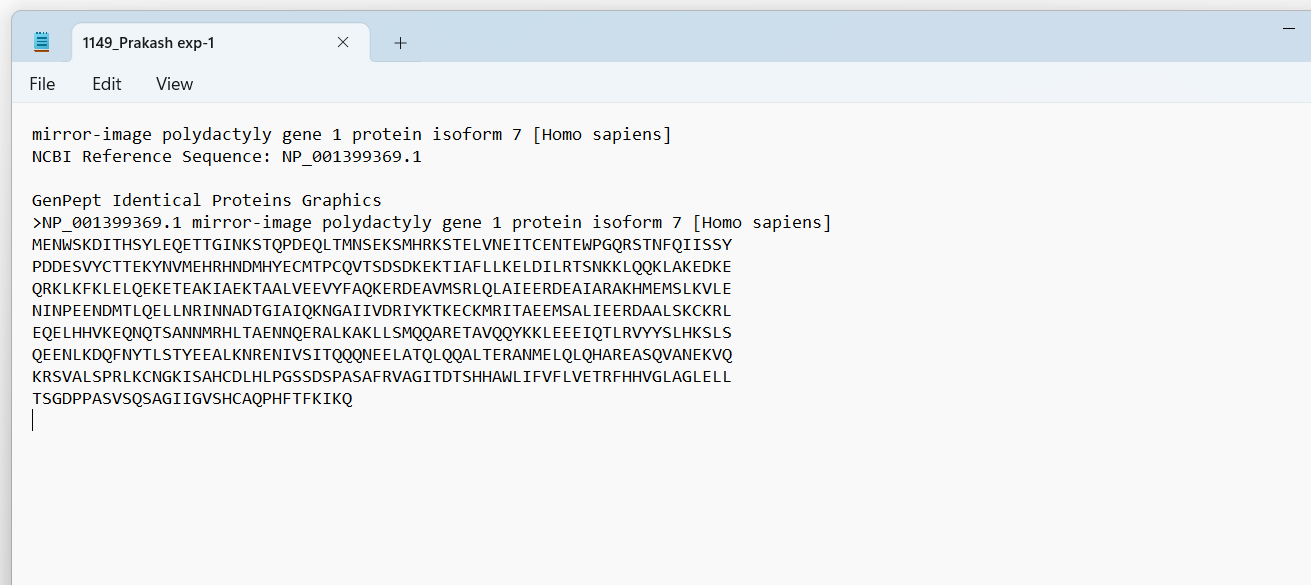 1149_Prakash exp-1
File Edit View
mirror-image polydactyly gene 1 protein isoform 7 [Homo sapiens]
NCBI Reference Sequence: NP_001399369.1
GenPept Identical Proteins Graphics
>NP_001399369.1 mirror-image polydactyly gene 1 protein isoform 7 [Homo sapiens]
MENWSKDITHSYLEQETTGINKSTQPDEQLTMNSEKSMHRKSTELVNEITCENTEWPGQRSTNFQIISSY
PDDESVYCTTEKYNVMEHRHNDMHYECMTPCQVTSDSDKEKTIAFLLKELDILRTSNKKLQQKLAKEDKE
QRKLKFKLELQEKETEAKIAEKTAALVEEVYFAQKERDEAVMSRLQLAIEERDEAIARAKHMEMSLKVLE
NINPEENDMTLQELLNRINNADTGIAIQKNGAIIVDRIYKTKECKMRITAEEMSALIEERDAALSKCKRL
EQELHHVKEQNQTSANNMRHLTAENNQERALKAKLLSMQQARETAVQQYKKLEEEIQTLRVYYSLHKSLS
QEENLKDQFNYTLSTYEEALKNRENIVSITQQQNEELATQLQQALTERANMELQLQHAREASQVANEKVQ
KRSVALSPRLKCNGKISAHCDLHLPGSSDSPASAFRVAGITDTSHHAWLIFVFLVETRFHHVGLAGLELL
TSGDPPASVSQSAGIIGVSHCAQPHFTFKIKQ